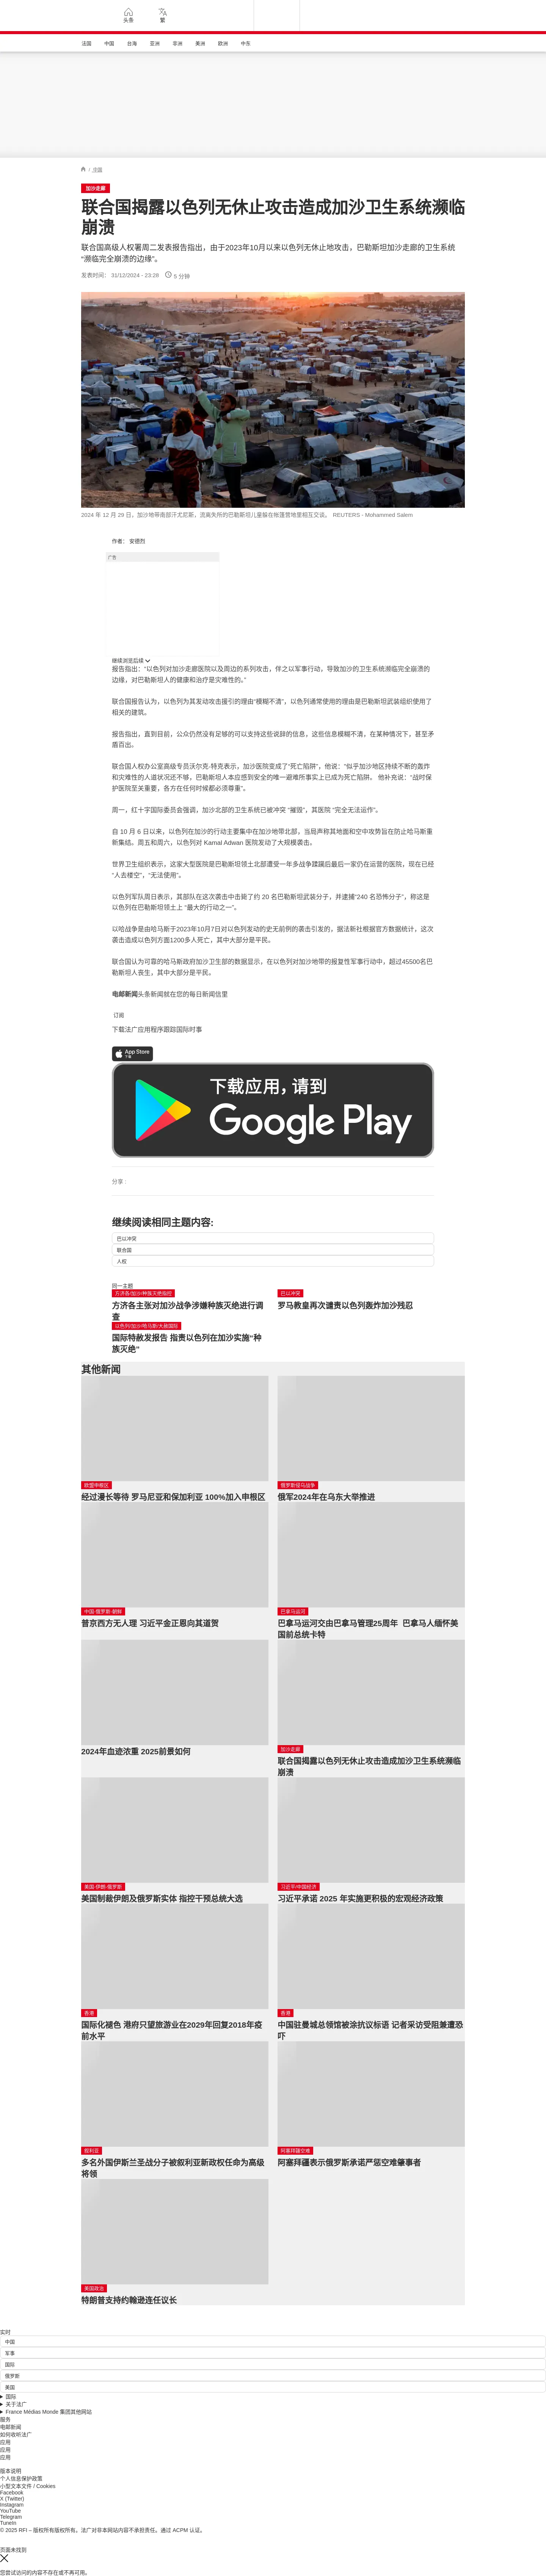 头条
繁
法国
中国
台海
亚洲
非洲
美洲
欧洲
中东
/ 中東
加沙走廊
联合国揭露以色列无休止攻击造成加沙卫生系统濒临
崩溃
联合国高级人权署周二发表报告指出，由于2023年10月以来以色列无休止地攻击，巴勒斯坦加沙走廊的卫生系统
“濒临完全崩溃的边缘”。
发表时间： 31/12/2024 - 23:28
5 分钟
2024 年 12 月 29 日，加沙地带南部汗尤尼斯，流离失所的巴勒斯坦儿童躲在帐篷营地里相互交谈。 REUTERS - Mohammed Salem
作者： 安德烈
广告
继续浏览后续
报告指出：“以色列对加沙走廊医院以及周边的系列攻击，伴之以军事行动，导致加沙的卫生系统濒临完全崩溃的
边缘，对巴勒斯坦人的健康和治疗是灾难性的。”
联合国报告认为，以色列为其发动攻击援引的理由“模糊不清”，以色列通常使用的理由是巴勒斯坦武装组织使用了
相关的建筑。
报告指出，直到目前，公众仍然没有足够的可以支持这些说辞的信息，这些信息模糊不清，在某种情况下，甚至矛
盾百出。
联合国人权办公室高级专员沃尔克-特克表示，加沙医院变成了“死亡陷阱”，他说：“似乎加沙地区持续不断的轰炸
和灾难性的人道状况还不够，巴勒斯坦人本应感到安全的唯一避难所事实上已成为死亡陷阱。 他补充说：“战时保
护医院至关重要，各方在任何时候都必须尊重”。
周一，红十字国际委员会强调，加沙北部的卫生系统已被冲突 “摧毁”，其医院 “完全无法运作”。
自 10 月 6 日以来，以色列在加沙的行动主要集中在加沙地带北部，当局声称其地面和空中攻势旨在防止哈马斯重
新集结。周五和周六，以色列对 Kamal Adwan 医院发动了大规模袭击。
世界卫生组织表示，这家大型医院是巴勒斯坦领土北部遭受一年多战争蹂躏后最后一家仍在运营的医院，现在已经
“人去楼空”，“无法使用”。
以色列军队周日表示，其部队在这次袭击中击毙了约 20 名巴勒斯坦武装分子，并逮捕“240 名恐怖分子”，称这是
以色列在巴勒斯坦领土上 “最大的行动之一”。
以哈战争是由哈马斯于2023年10月7日对以色列发动的史无前例的袭击引发的，据法新社根据官方数据统计，这次
袭击造成以色列方面1200多人死亡，其中大部分是平民。
联合国认为可靠的哈马斯政府加沙卫生部的数据显示，在以色列对加沙地带的报复性军事行动中，超过45500名巴
勒斯坦人丧生，其中大部分是平民。
电邮新闻头条新闻就在您的每日新闻信里
订阅
下载法广应用程序跟踪国际时事
App Store
下载
下载应用，请到
Google Play
分享 :
继续阅读相同主题内容:
巴以冲突
联合国
人权
同一主题
方济各/加沙/种族灭绝指控
方济各主张对加沙战争涉嫌种族灭绝进行调
查
巴以冲突
罗马教皇再次谴责以色列轰炸加沙残忍
以色列/加沙/哈马斯/大赦国际
国际特赦发报告 指责以色列在加沙实施“种
族灭绝”
其他新闻
欧盟申根区
经过漫长等待 罗马尼亚和保加利亚 100%加入申根区
俄罗斯侵乌战争
俄军2024年在乌东大举推进
中国-俄罗斯-朝鲜
普京西方无人理 习近平金正恩向其道贺
巴拿马运河
巴拿马运河交由巴拿马管理25周年 巴拿马人缅怀美
国前总统卡特
2024年血迹浓重 2025前景如何
加沙走廊
联合国揭露以色列无休止攻击造成加沙卫生系统濒临
崩溃
美国-伊朗-俄罗斯
美国制裁伊朗及俄罗斯实体 指控干预总统大选
习近平/中国经济
习近平承诺 2025 年实施更积极的宏观经济政策
香港
国际化褪色 港府只望旅游业在2029年回复2018年疫
前水平
香港
中国驻曼城总领馆被涂抗议标语 记者采访受阻兼遭恐
吓
叙利亚
多名外国伊斯兰圣战分子被叙利亚新政权任命为高级
将领
阿塞拜疆空难
阿塞拜疆表示俄罗斯承诺严惩空难肇事者
美国政治
特朗普支持约翰逊连任议长
实时
中国
军事
国际
俄罗斯
美国
国际
关于法广
France Médias Monde 集团其他网站
服务
电邮新闻
如何收听法广
应用
应用
应用
版本说明
个人信息保护政策
小型文本文件 / Cookies
Facebook
X (Twitter)
Instagram
YouTube
Telegram
TuneIn
© 2025 RFI – 版权所有版权所有。法广对非本网站内容不承担责任。通过 ACPM 认证。
页面未找到
您尝试访问的内容不存在或不再可用。